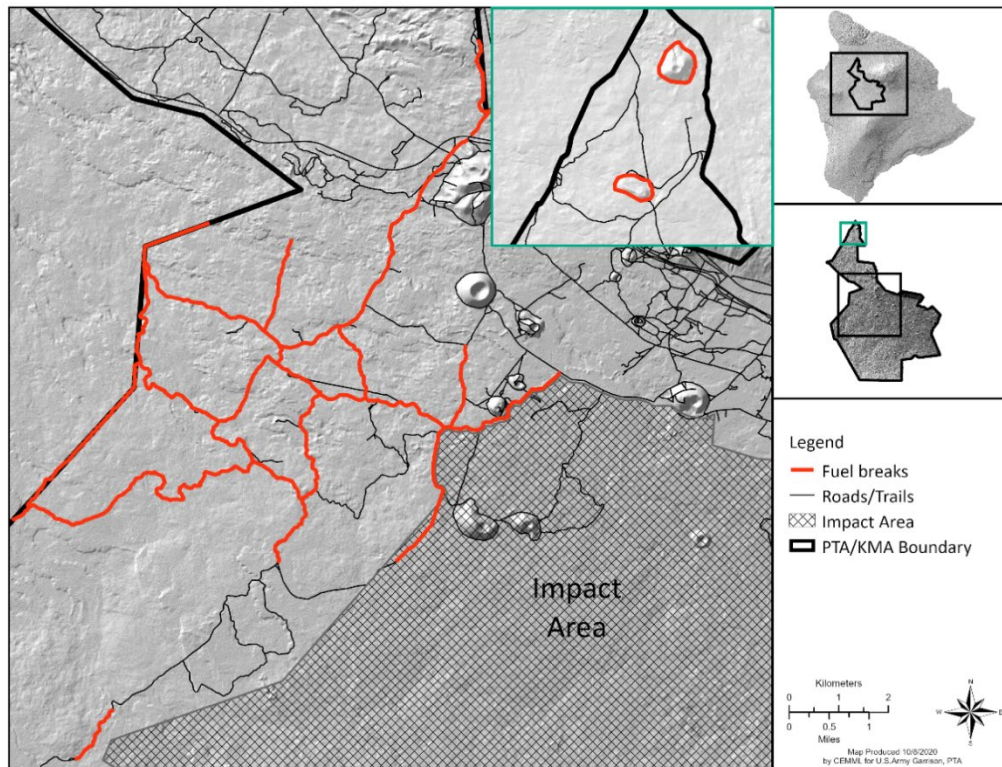 Impact
Area
Legend
Fuel breaks
Roads/Trails
Impact Area
PTA/KMA Boundary
Kilometers
0 1 2
0 0.5 1
Miles
N
W E
S
Map Produced 10/8/2020
by CEMML for U.S.Army Garrison, PTA